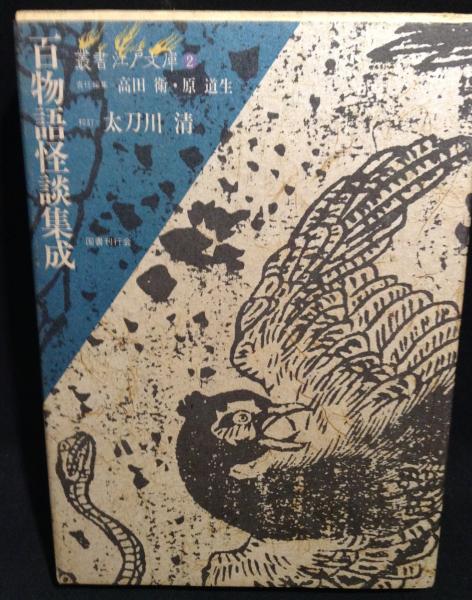 百物語怪談集成
叢書江戸文庫 2
責任編集 高田 衛・原 道生
校訂 太刀川 清
国書刊行会